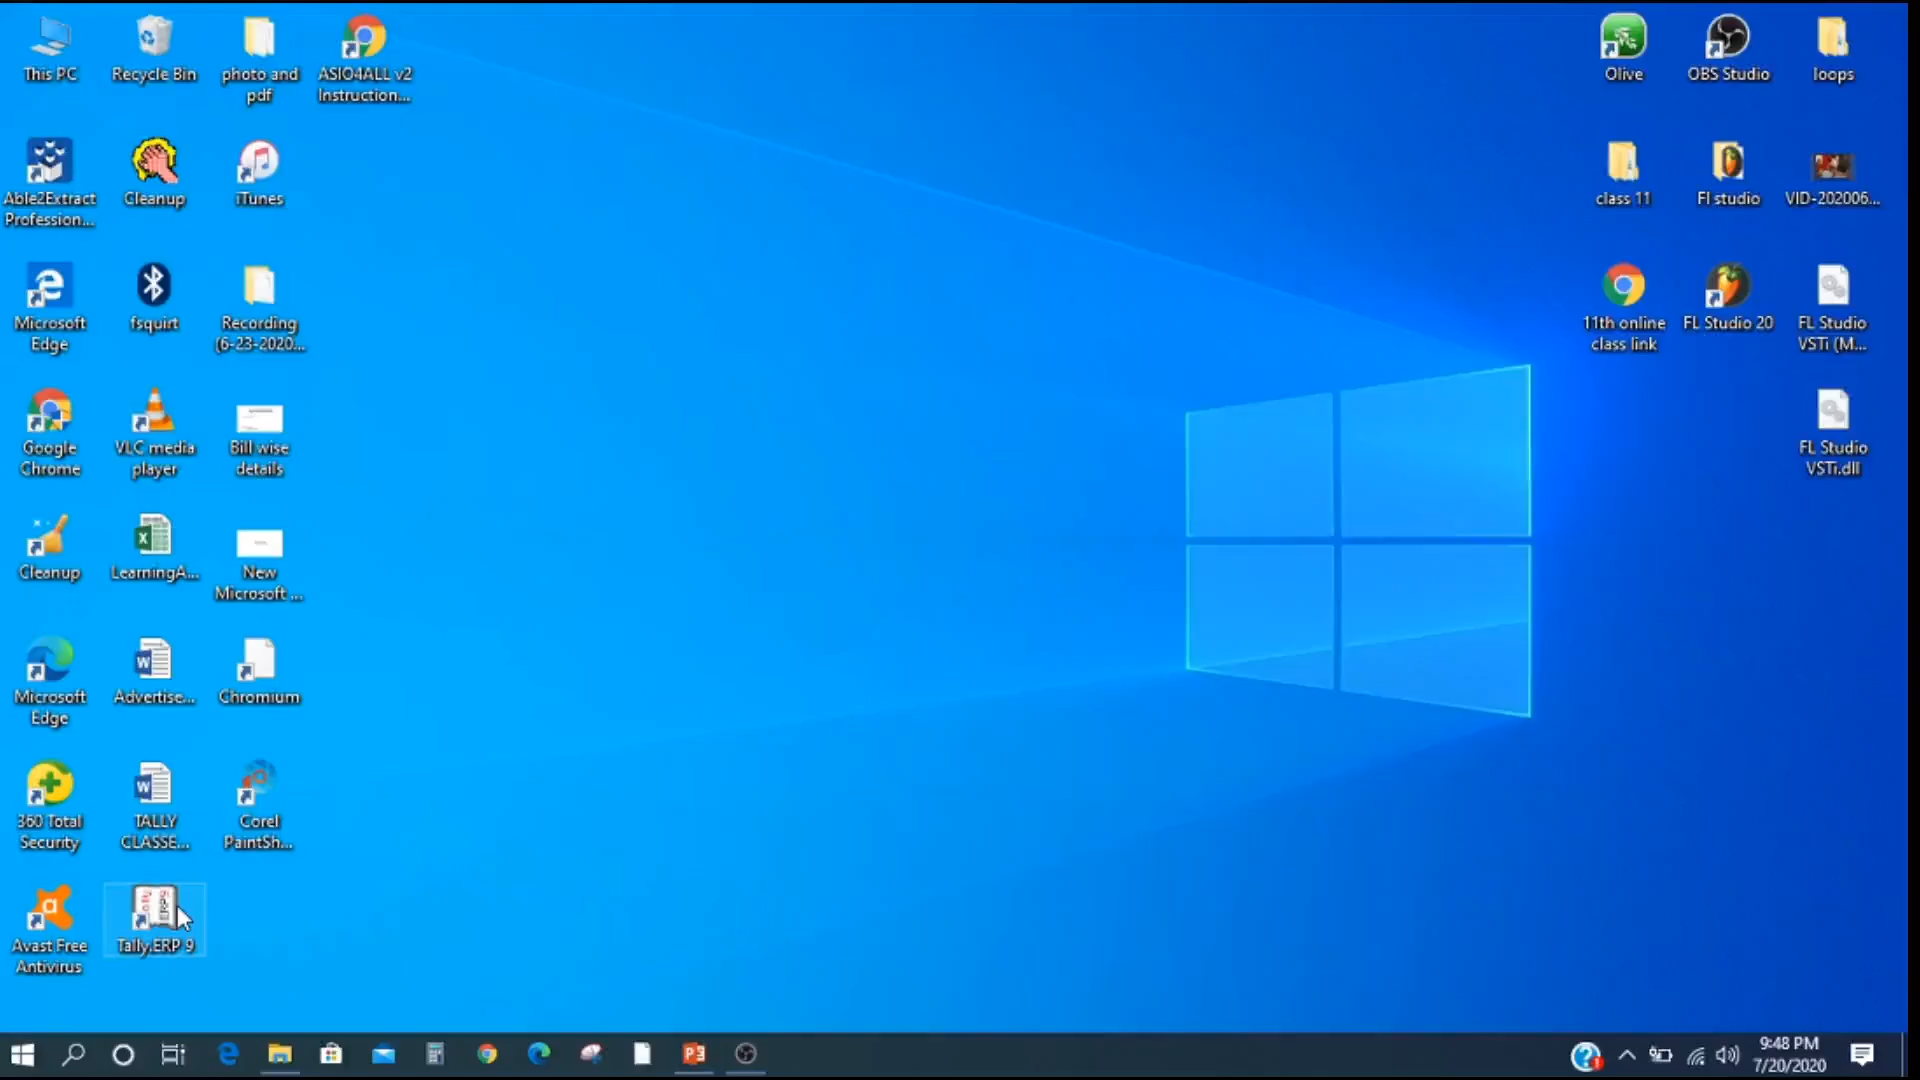 This PC
Recycle Bin
photo and
pdf
ASIO4ALL v2
Instruction...
Olive
OBS Studio
loops
Able2Extract
Profession...
Cleanup
iTunes
class 11
Fl studio
VID-202006...
Microsoft
Edge
fsquirt
Recording
(6-23-2020...
11th online
class link
FL Studio 20
FL Studio
VSTi (M...
Google
Chrome
VLC media
player
Bill wise
details
FL Studio
VSTi.dll
Cleanup
LearningA...
New
Microsoft ...
Microsoft
Edge
Advertise...
Chromium
360 Total
Security
TALLY
CLASSE...
Corel
PaintSh...
Avast Free
Antivirus
Tally.ERP 9
9:48 PM
7/20/2020